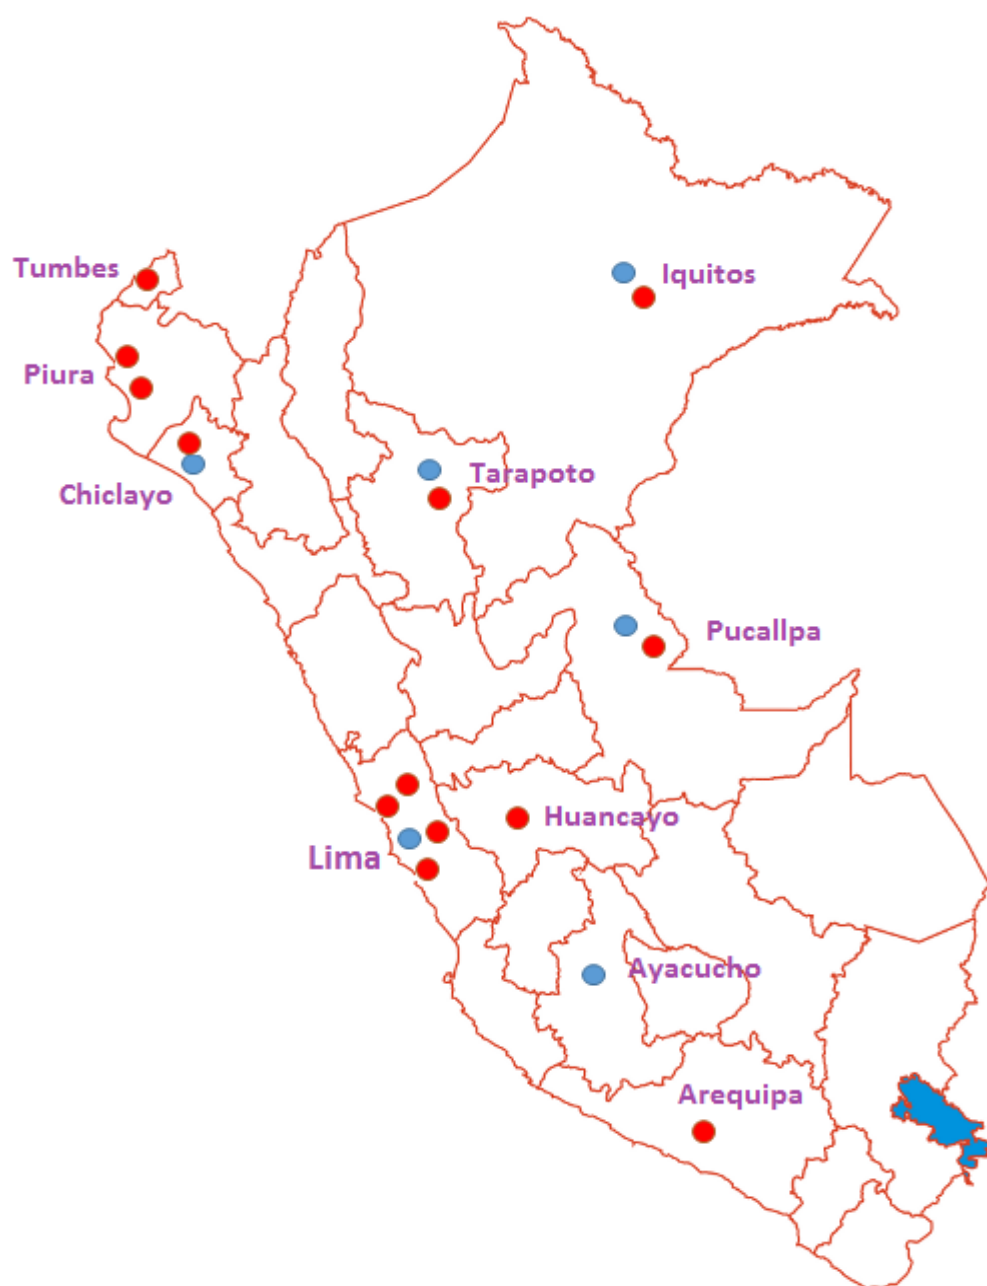 Tumbes
Iquitos
Piura
Tarapoto
Chiclayo
Pucallpa
Huancayo
Lima
Ayacucho
Arequipa